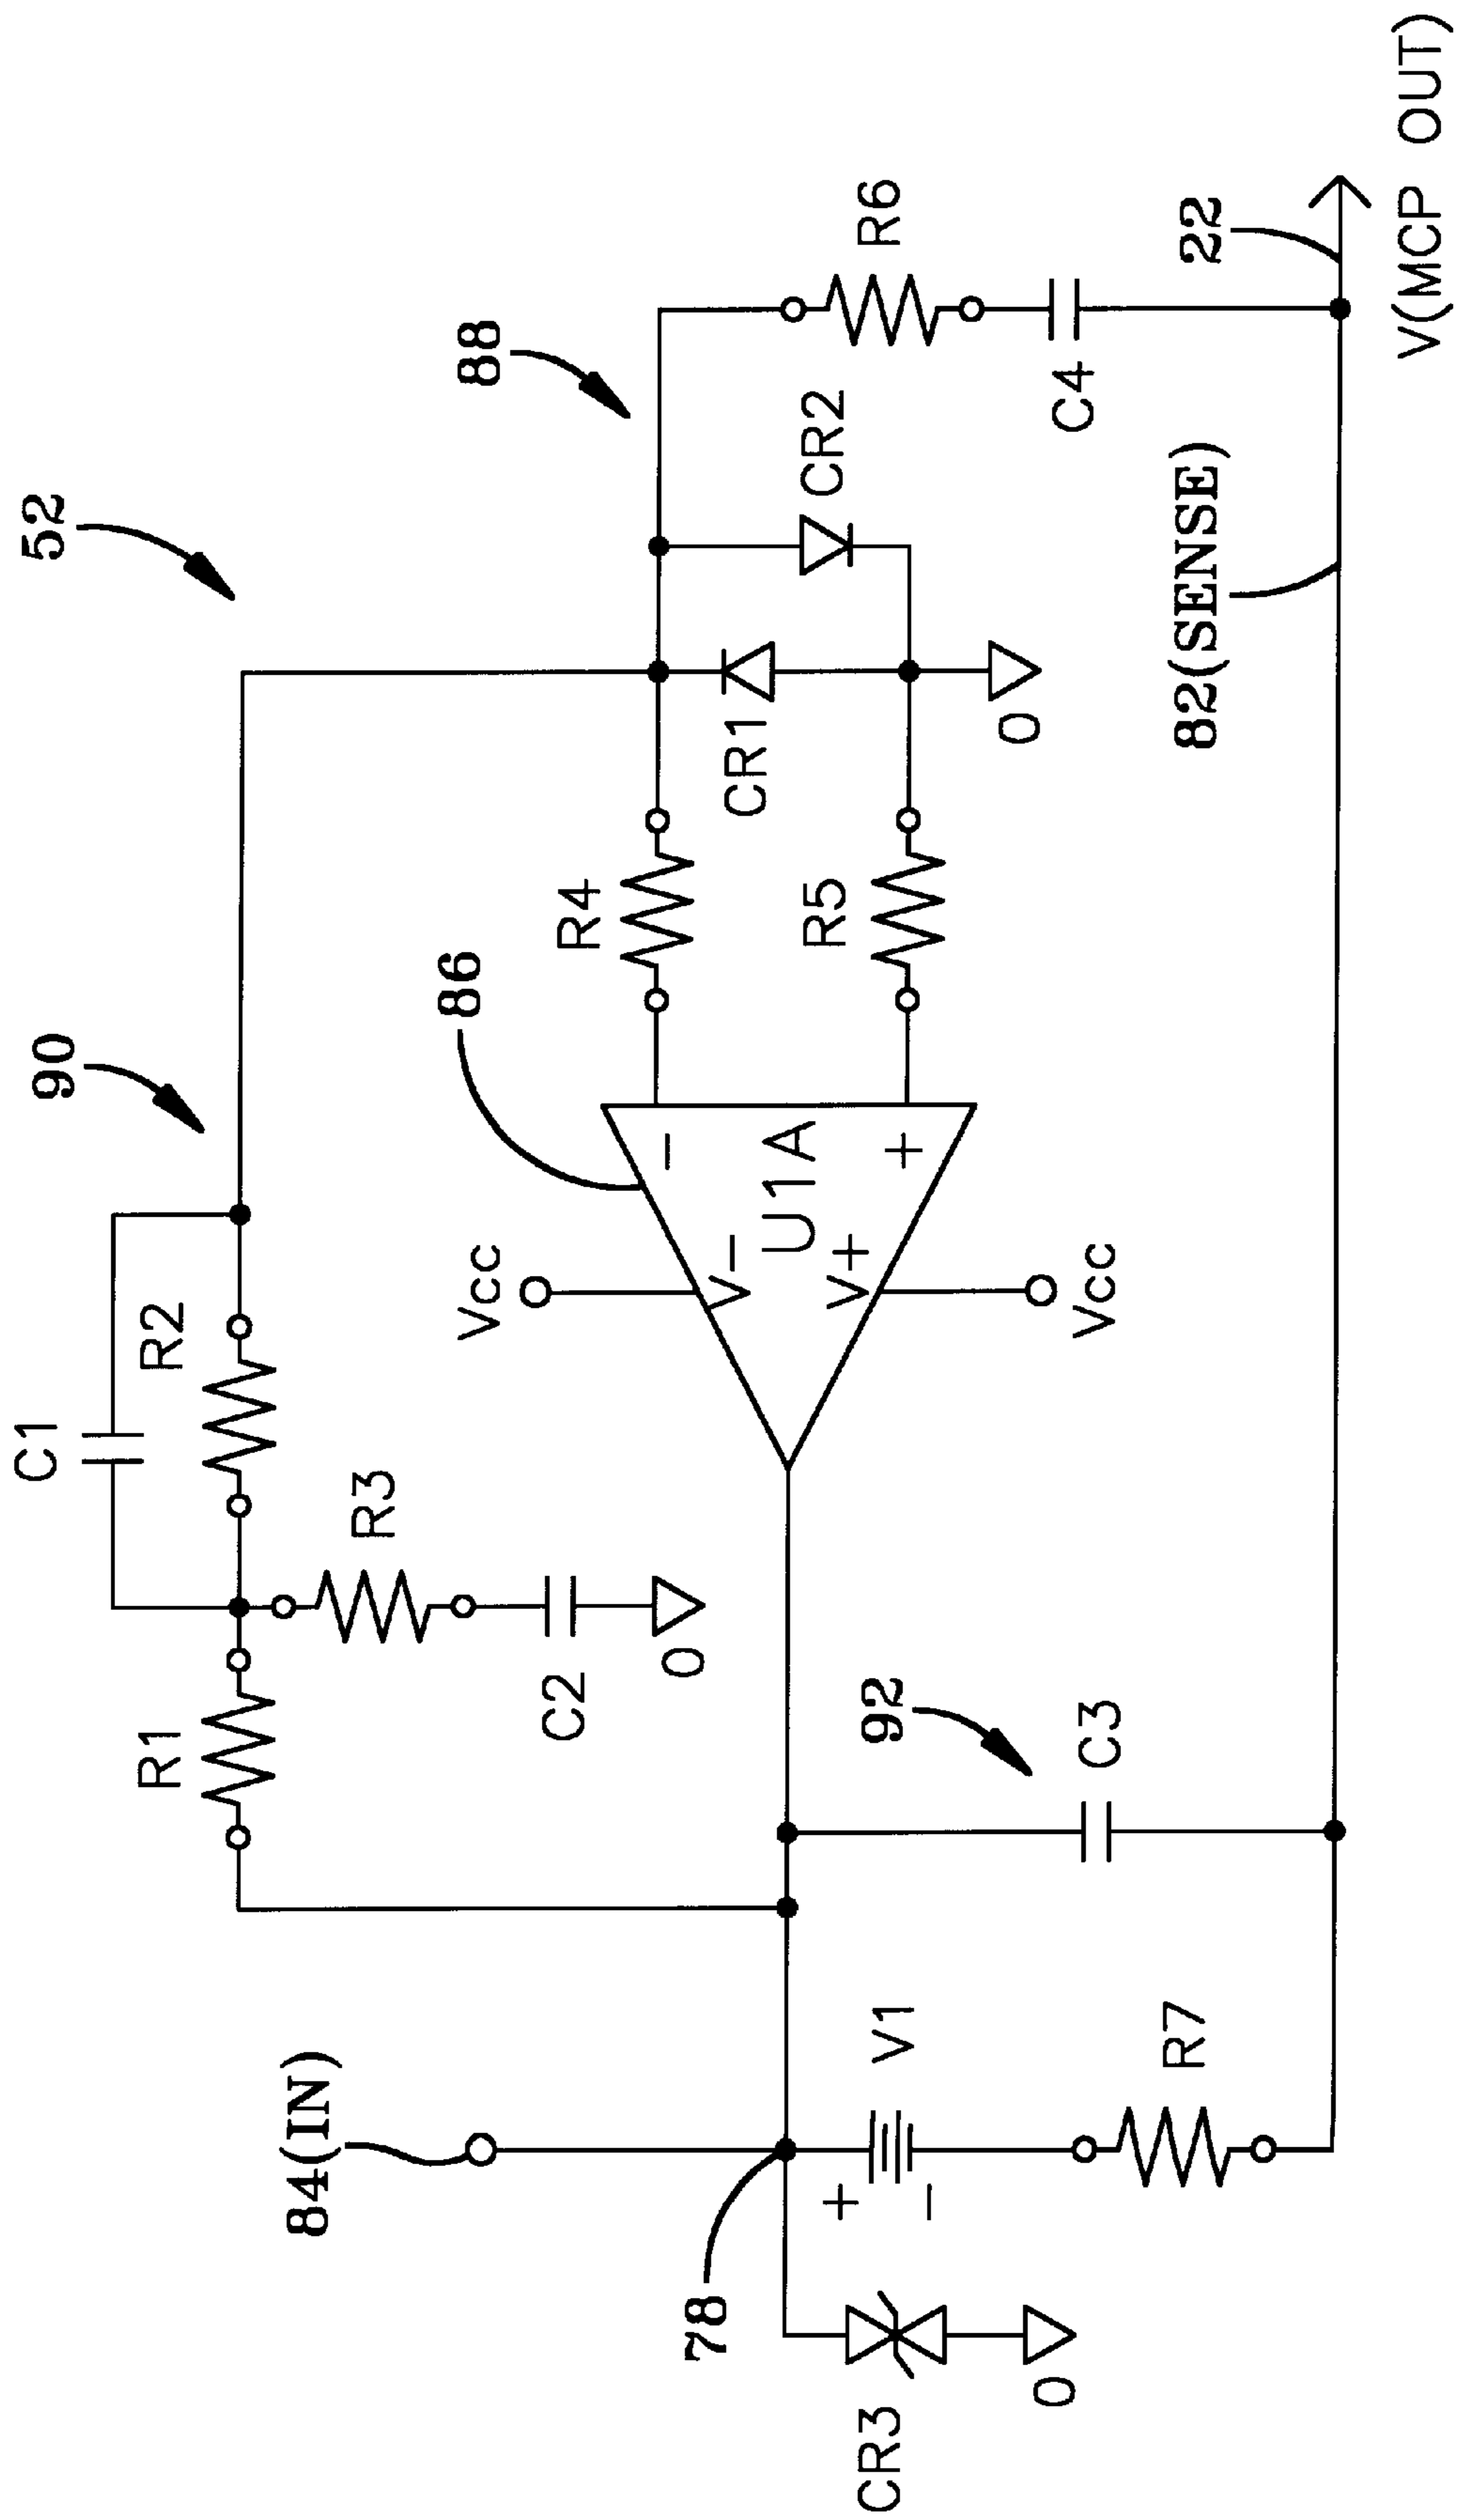 52
90
88
C1
R2
R1
R3
C2
0
84(IN)
86
Vcc
V-
U1A
-
+
V+
Vcc
R4
R5
CR1
CR2
0
R6
C4
22
82(SENSE)
V(MCP OUT)
92
C3
78
V1
+
-
R7
CR3
0